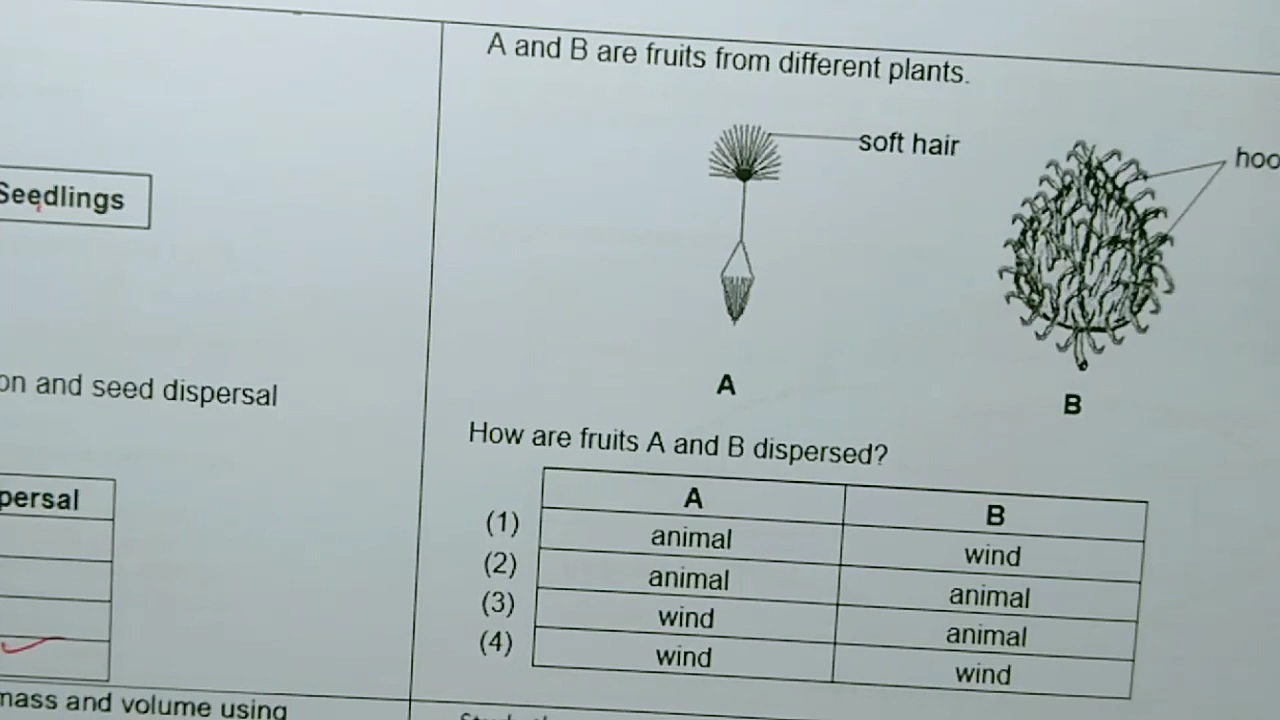 A and B are fruits from different plants.
soft hair
Seedlings
A
B
on and seed dispersal
How are fruits A and B dispersed?
persal
A B
(1) animal wind
(2) animal animal
(3) wind animal
(4) wind wind
mass and volume using